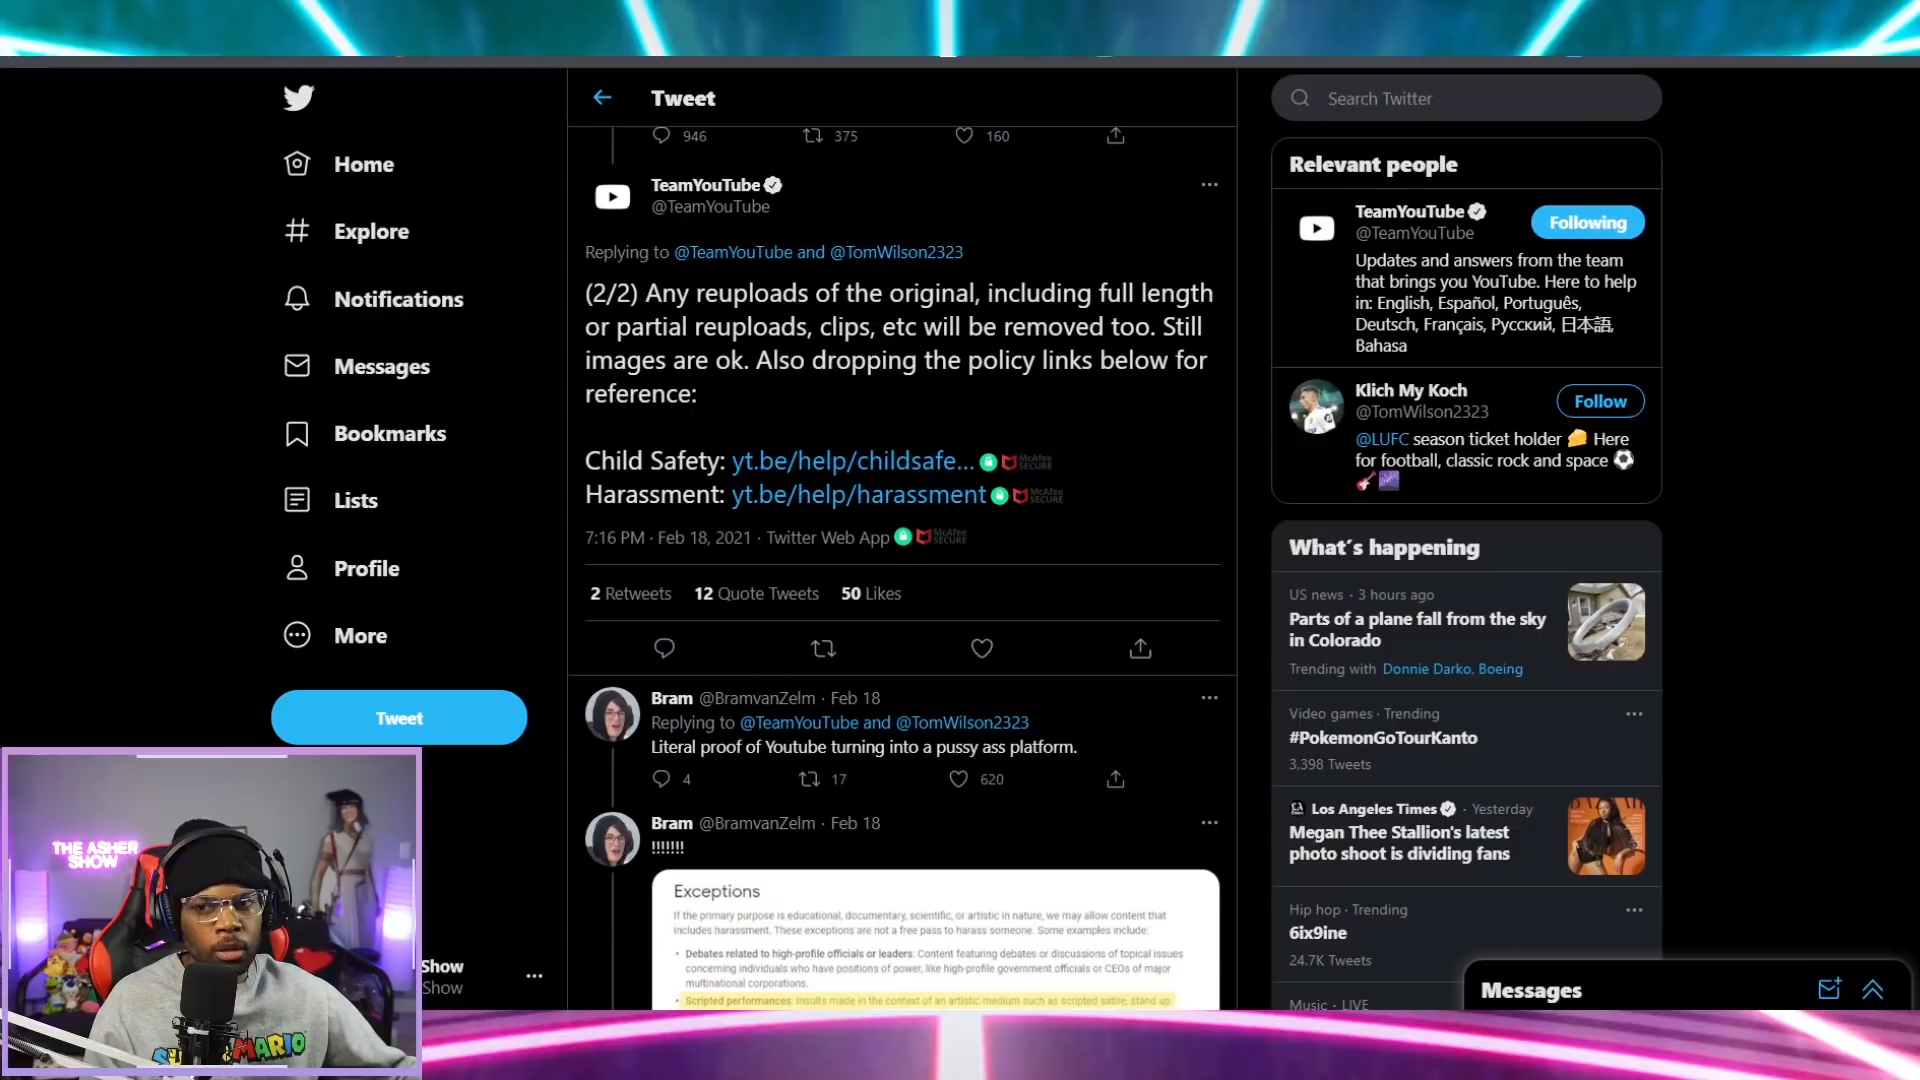 Home
Explore
Notifications
Messages
Bookmarks
Lists
Profile
More
Tweet
THE ASHER
SHOW
MARIO
Show
Show
Tweet
946 375 160
TeamYouTube
@TeamYouTube
Replying to @TeamYouTube and @TomWilson2323
(2/2) Any reuploads of the original, including full length
or partial reuploads, clips, etc will be removed too. Still
images are ok. Also dropping the policy links below for
reference:
Child Safety: yt.be/help/childsafe... McAfee SECURE
Harassment: yt.be/help/harassment McAfee SECURE
7:16 PM · Feb 18, 2021 · Twitter Web App McAfee SECURE
2 Retweets 12 Quote Tweets 50 Likes
Bram @BramvanZelm · Feb 18
Replying to @TeamYouTube and @TomWilson2323
Literal proof of Youtube turning into a pussy ass platform.
4 17 620
Bram @BramvanZelm · Feb 18
!!!!!!!
Exceptions
If the primary purpose is educational, documentary, scientific, or artistic in nature, we may allow content that
includes harassment. These exceptions are not a free pass to harass someone. Some examples include:
• Debates related to high-profile officials or leaders: Content featuring debates or discussions of topical issues
concerning individuals who have positions of power, like high-profile government officials or CEOs of major
multinational corporations.
• Scripted performances: Insults made in the context of an artistic medium such as scripted satire, stand up
Search Twitter
Relevant people
TeamYouTube
@TeamYouTube
Following
Updates and answers from the team
that brings you YouTube. Here to help
in: English, Español, Português,
Deutsch, Français, Русский, 日本語,
Bahasa
Klich My Koch
@TomWilson2323
Follow
@LUFC season ticket holder 🧀 Here
for football, classic rock and space ⚽
🎸🌌
What's happening
US news · 3 hours ago
Parts of a plane fall from the sky
in Colorado
Trending with Donnie Darko, Boeing
Video games · Trending
#PokemonGoTourKanto
3,398 Tweets
Los Angeles Times · Yesterday
Megan Thee Stallion's latest
photo shoot is dividing fans
Hip hop · Trending
6ix9ine
24.7K Tweets
Music · LIVE
Messages